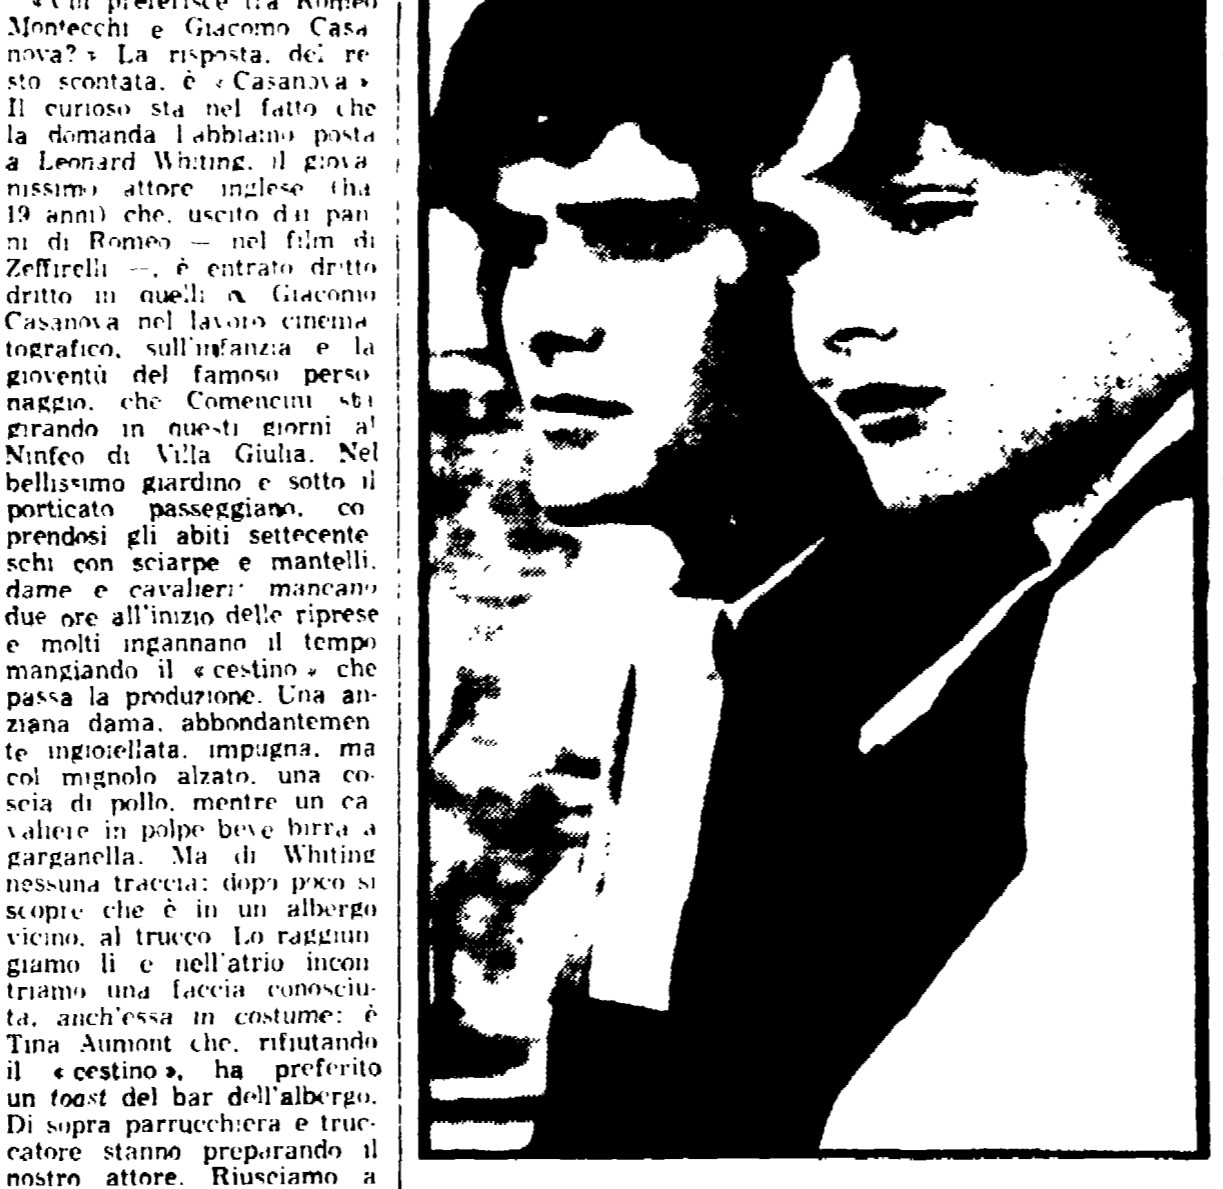 « Chi preferisce tra Romeo
Montecchi e Giacomo Casa
nova? » La risposta, del re
sto scontata, è « Casanova »
Il curioso sta nel fatto che
la domanda l abbiamo posta
a Leonard Whiting, il giova
nissimo attore inglese (ha
19 anni) che, uscito dai pan
ni di Romeo — nel film di
Zeffirelli —, è entrato dritto
dritto in quelli di Giacomo
Casanova nel lavoro cinema
tografico, sull'infanzia e la
gioventù del famoso perso
naggio, che Comencini sta
girando in questi giorni al
Ninfeo di Villa Giulia. Nel
bellissimo giardino e sotto il
porticato passeggiano, co
prendosi gli abiti settecente
schi con sciarpe e mantelli,
dame e cavalieri: mancano
due ore all'inizio delle riprese
e molti ingannano il tempo
mangiando il « cestino » che
passa la produzione. Una an-
ziana dama, abbondantemen
te ingioiellata, impugna, ma
col mignolo alzato, una co-
scia di pollo, mentre un ca
valiere in polpe beve birra a
garganella. Ma di Whiting
nessuna traccia: dopo poco si
scopre che è in un albergo
vicino, al trucco Lo raggiun
giamo lì e nell'atrio incon
triamo una faccia conosciu-
ta, anch'essa in costume: è
Tina Aumont che, rifiutando
il « cestino », ha preferito
un toast del bar dell'albergo.
Di sopra parrucchiera e truc-
catore stanno preparando il
nostro attore. Riusciamo a